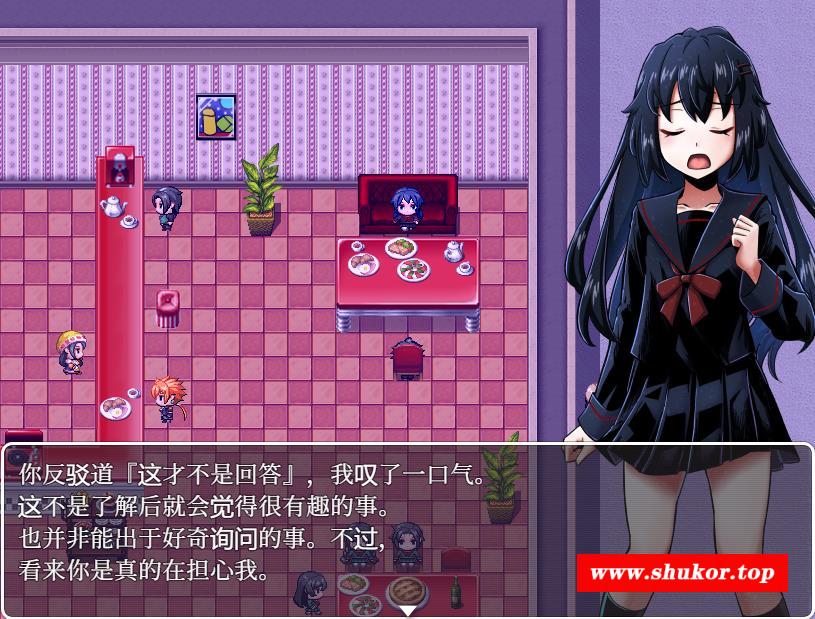 你反驳道『这才不是回答』，我叹了一口气。
这不是了解后就会觉得很有趣的事。
也并非能出于好奇询问的事。不过，
看来你是真的在担心我。
www.shukor.top